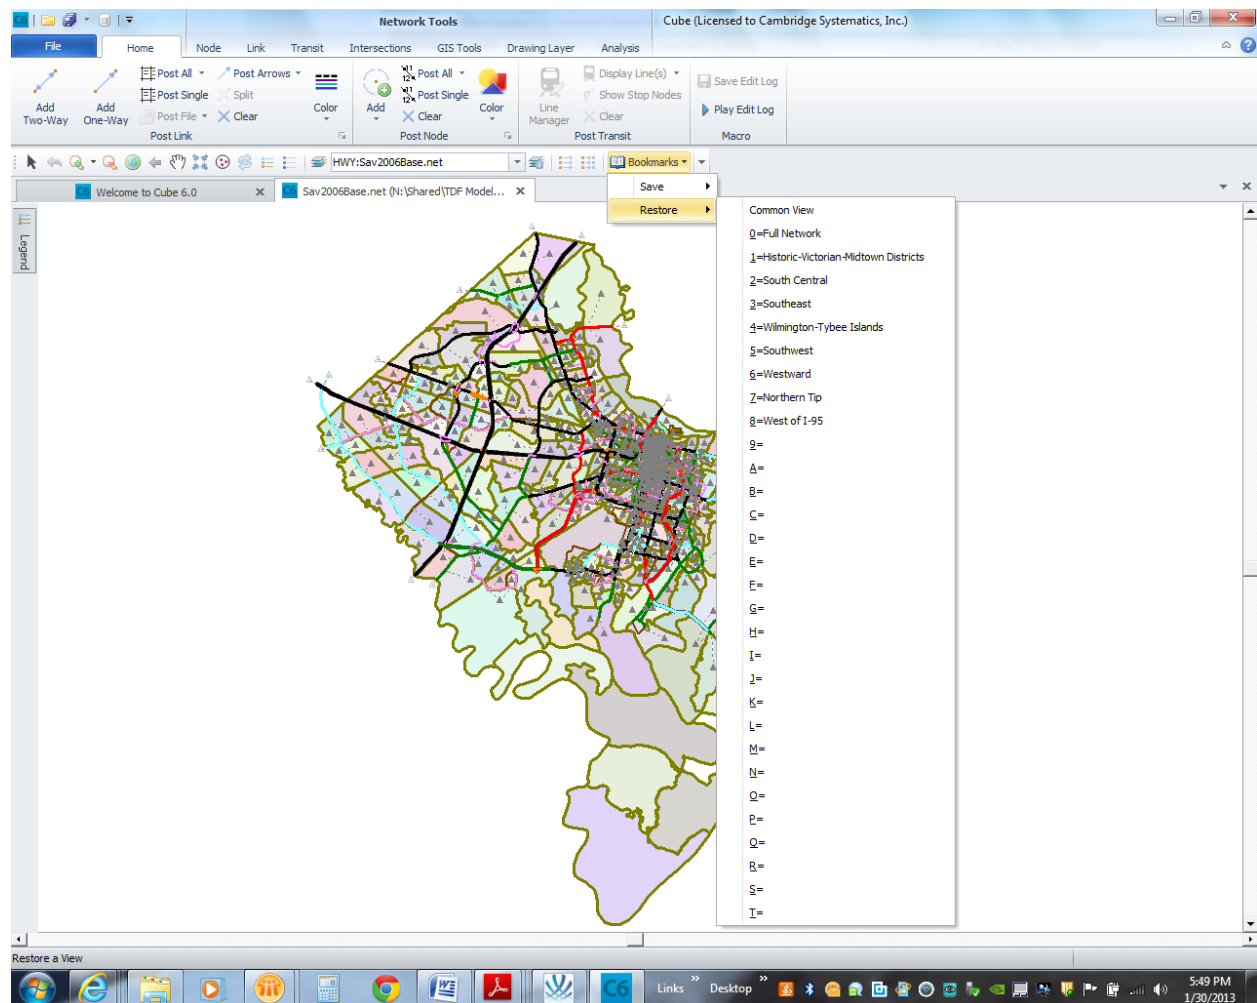 C6
Network Tools
Cube (Licensed to Cambridge Systematics, Inc.)
File
Home
Node
Link
Transit
Intersections
GIS Tools
Drawing Layer
Analysis
Add Two-Way
Add One-Way
Post All
Post Single
Post File
Post Arrows
Split
Clear
Color
Post Link
Add
Post All
Post Single
Clear
Color
Post Node
Line Manager
Display Line(s)
Show Stop Nodes
Clear
Post Transit
Save Edit Log
Play Edit Log
Macro
HWY:Sav2006Base.net
Bookmarks
C6 Welcome to Cube 6.0
C6 Sav2006Base.net (N:\Shared\TDF Model...
Save
Restore
Legend
Common View
0=Full Network
1=Historic-Victorian-Midtown Districts
2=South Central
3=Southeast
4=Wilmington-Tybee Islands
5=Southwest
6=Westward
7=Northern Tip
8=West of I-95
9=
A=
B=
C=
D=
E=
F=
G=
H=
I=
J=
K=
L=
M=
N=
O=
P=
Q=
R=
S=
T=
Restore a View
C6
Links
Desktop
5:49 PM
1/30/2013